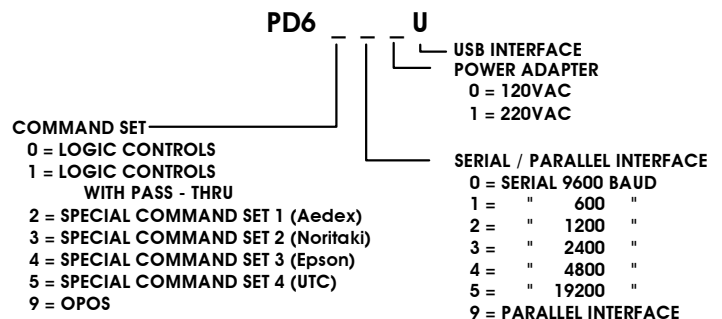 PD6 _ _ _ U
USB INTERFACE
POWER ADAPTER
0 = 120VAC
1 = 220VAC
COMMAND SET
0 = LOGIC CONTROLS
1 = LOGIC CONTROLS
WITH PASS - THRU
2 = SPECIAL COMMAND SET 1 (Aedex)
3 = SPECIAL COMMAND SET 2 (Noritaki)
4 = SPECIAL COMMAND SET 3 (Epson)
5 = SPECIAL COMMAND SET 4 (UTC)
9 = OPOS
SERIAL / PARALLEL INTERFACE
0 = SERIAL 9600 BAUD
1 = " 600 "
2 = " 1200 "
3 = " 2400 "
4 = " 4800 "
5 = " 19200 "
9 = PARALLEL INTERFACE